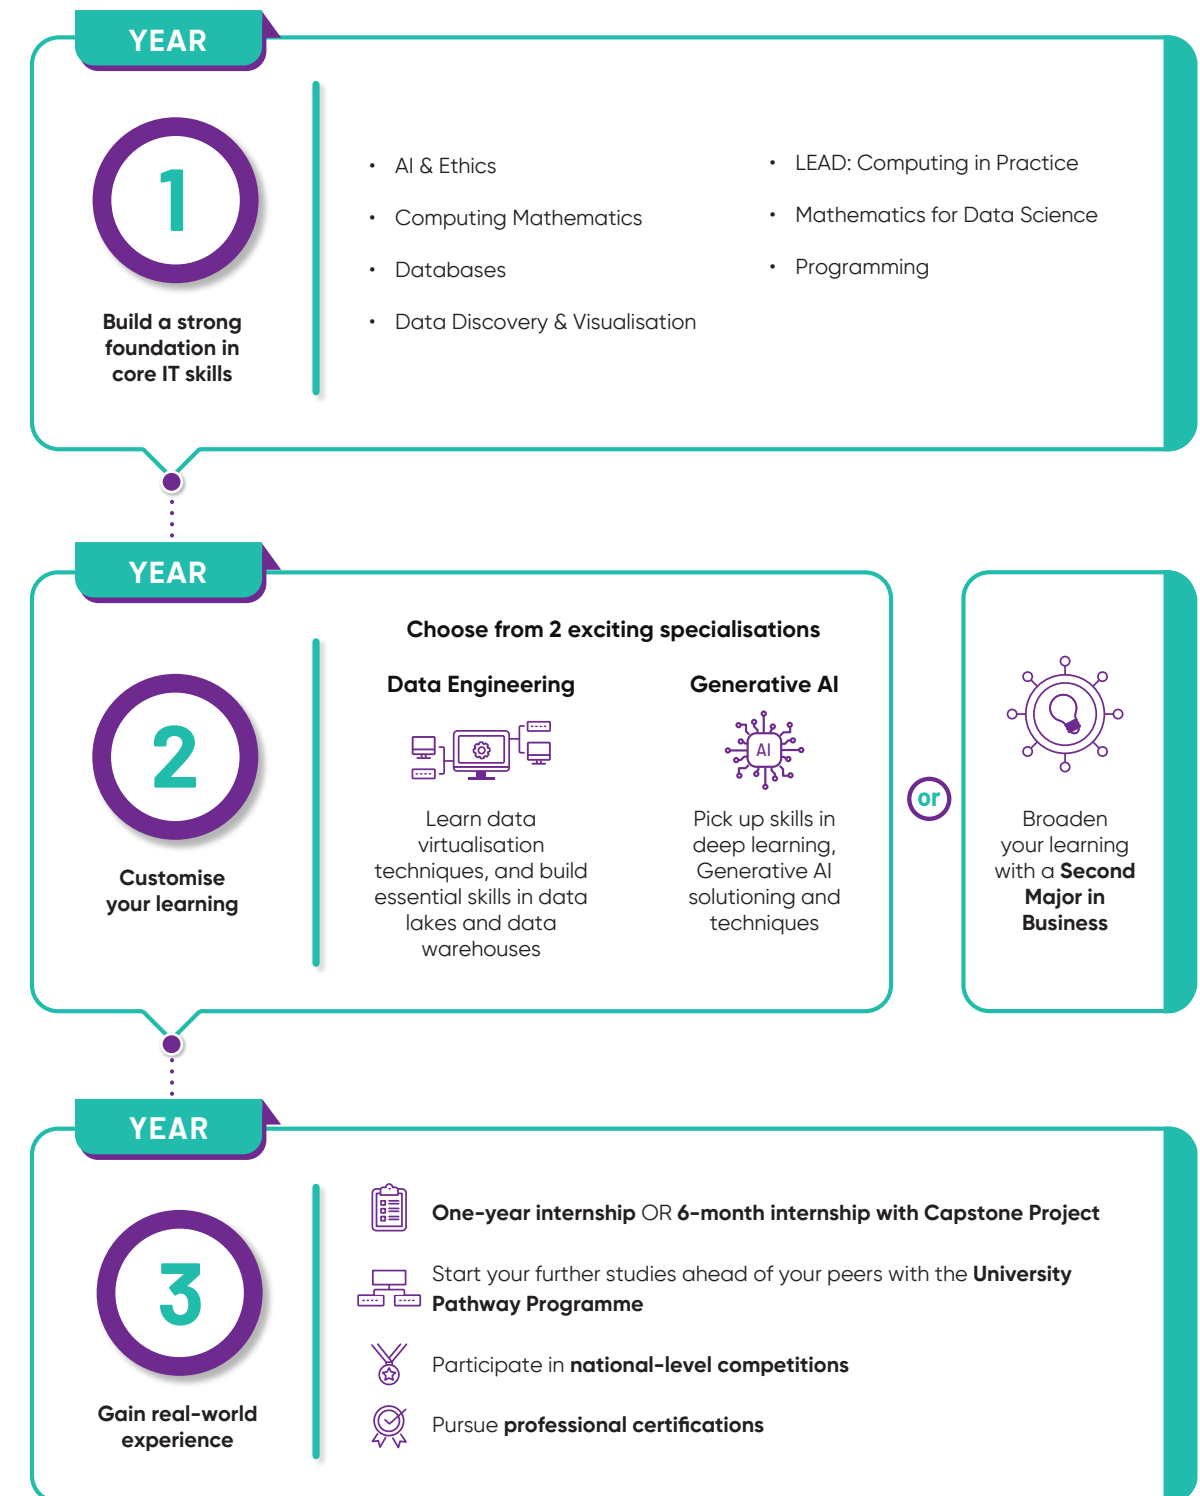 YEAR
1
Build a strong
foundation in
core IT skills
• AI & Ethics
• Computing Mathematics
• Databases
• Data Discovery & Visualisation
• LEAD: Computing in Practice
• Mathematics for Data Science
• Programming
YEAR
2
Customise
your learning
Choose from 2 exciting specialisations
Data Engineering
Learn data
virtualisation
techniques, and build
essential skills in data
lakes and data
warehouses
Generative AI
AI
Pick up skills in
deep learning,
Generative AI
solutioning and
techniques
or
Broaden
your learning
with a Second
Major in
Business
YEAR
3
Gain real-world
experience
One-year internship OR 6-month internship with Capstone Project
Start your further studies ahead of your peers with the University
Pathway Programme
Participate in national-level competitions
Pursue professional certifications